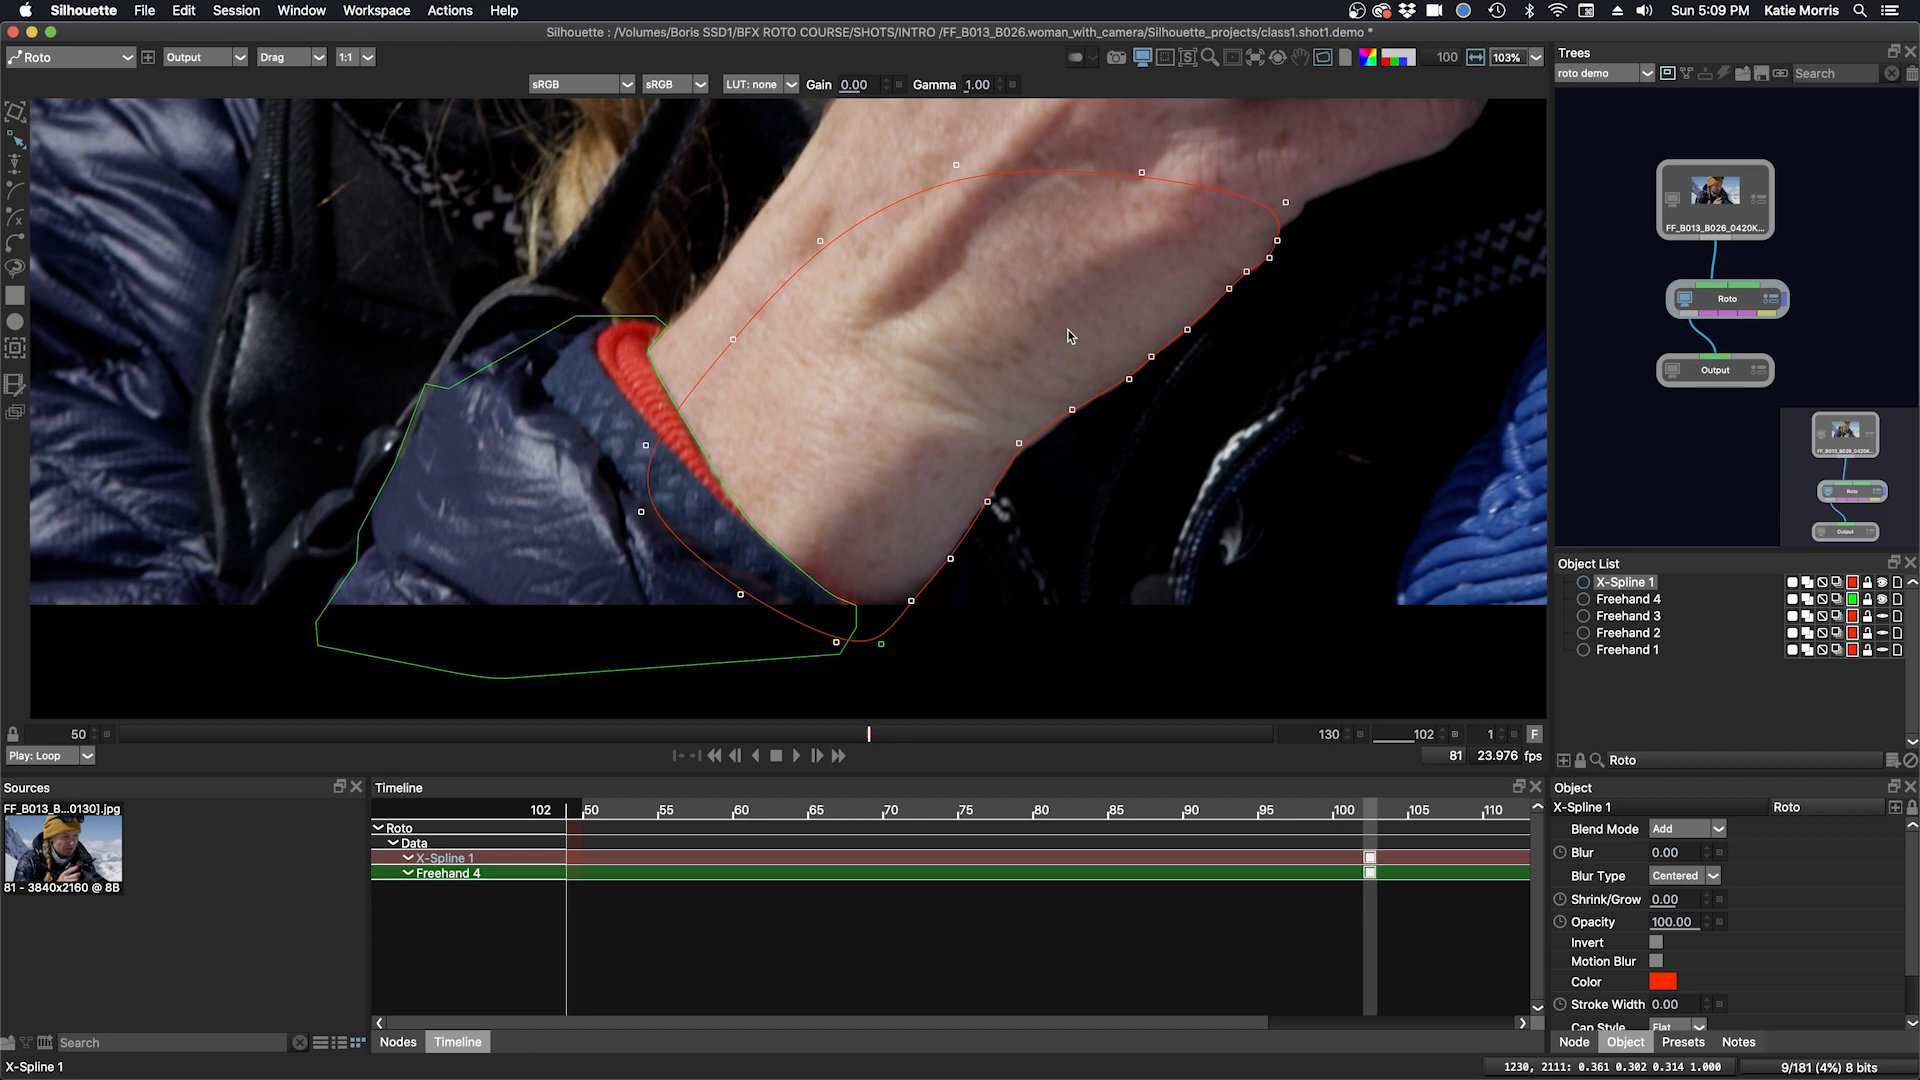 Silhouette File Edit Session Window Workspace Actions Help Sun 5:09 PM Katie Morris
Silhouette : /Volumes/Boris SSD1/BFX ROTO COURSE/SHOTS/INTRO /FF_B013_B026.woman_with_camera/Silhouette_projects/class1.shot1.demo *
Roto Output Drag 1:1 100 103%
sRGB sRGB LUT: none Gain 0.00 Gamma 1.00
Trees
roto demo Search
FF_B013_B026_0420K...
Roto
Output
Roto
Output
Object List
X-Spline 1
Freehand 4
Freehand 3
Freehand 2
Freehand 1
Roto
50 130 102 1 F
Play: Loop 81 23.976 fps
Sources
FF_B013_B...0130].jpg
81 - 3840x2160 @ 8B
Search
Timeline
102 50 55 60 65 70 75 80 85 90 95 100 105 110
Roto
Data
X-Spline 1
Freehand 4
Nodes Timeline
Object
X-Spline 1 Roto
Blend Mode Add
Blur 0.00
Blur Type Centered
Shrink/Grow 0.00
Opacity 100.00
Invert
Motion Blur
Color
Stroke Width 0.00
Cap Style Flat
Node Object Presets Notes
X-Spline 1 1230, 2111: 0.361 0.302 0.314 1.000 9/181 (4%) 8 bits